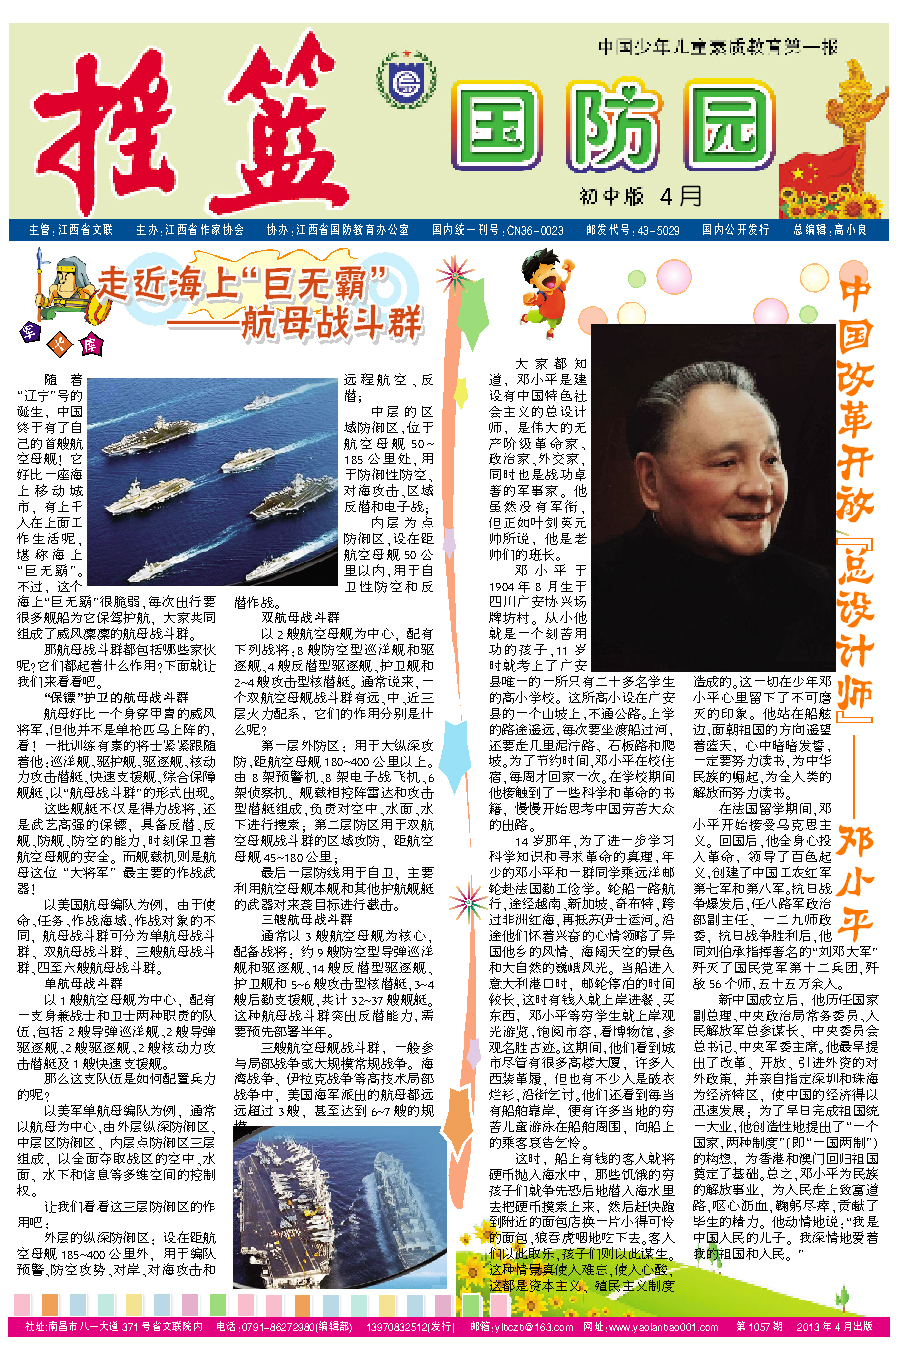 中国少年儿童素质教育第一报
摇篮
国防园
初中版 4月
主管:江西省文联 主办:江西省作家协会 协办:江西省国防教育办公室 国内统一刊号:CN36-0023 邮发代号:43-5029 国内公开发行 总编辑:高小良
走近海上“巨无霸”
——航母战斗群
军火库
随着
“辽宁”号的
诞生，中国
终于有了自
己的首艘航
空母舰!它
好比一座海
上移动城
市，有上千
人在上面工
作生活呢，
堪称海上
“巨无霸”。
不过，这个
海上“巨无霸”很脆弱,每次出行要
很多舰船为它保驾护航，大家共同
组成了威风凛凛的航母战斗群。
那航母战斗群都包括哪些家伙
呢?它们都起着什么作用?下面就让
我们来看看吧。
“保镖”护卫的航母战斗群
航母好比一个身穿甲胄的威风
将军,但他并不是单枪匹马上阵的，
看！一批训练有素的将士紧紧跟随
着他:巡洋舰、驱护舰、驱逐舰、核动
力攻击潜艇、快速支援舰、综合保障
舰艇,以“航母战斗群”的形式出现。
这些舰艇不仅是得力战将,还
是武艺高强的保镖，具备反潜、反
舰、防舰、防空的能力,时刻保卫着
航空母舰的安全。而舰载机则是航
母这位“大将军”最主要的作战武
器！
以美国航母编队为例，由于使
命、任务、作战海域、作战对象的不
同，航母战斗群可分为单航母战斗
群、双航母战斗群、三艘航母战斗
群、四至六艘航母战斗群。
单航母战斗群
以1艘航空母舰为中心，配有
一支身兼战士和卫士两种职责的队
伍,包括2艘导弹巡洋舰、2艘导弹
驱逐舰、2艘驱逐舰、2艘核动力攻
击潜艇及1艘快速支援舰。
那么这支队伍是如何配置兵力
的呢?
以美军单航母编队为例，通常
以航母为中心,由外层纵深防御区、
中层区防御区、内层点防御区三层
组成，以全面夺取战区的空中、水
面、水下和信息等多维空间的控制
权。
让我们看看这三层防御区的作
用吧：
外层的纵深防御区：设在距航
空母舰185~400公里外，用于编队
预警、防空攻势、对岸、对海攻击和
远程航空、反
潜；
中层的区
域防御区,位于
航空母舰50~
185公里处,用
于防御性防空、
对海攻击、区域
反潜和电子战；
内层为点
防御区,设在距
航空母舰50公
里以内,用于自
卫性防空和反
潜作战。
双航母战斗群
以2艘航空母舰为中心，配有
下列战将：8艘防空型巡洋舰和驱
逐舰、4艘反潜型驱逐舰、护卫舰和
2~4艘攻击型核潜艇。通常说来,一
个双航空母舰战斗群有远、中、近三
层火力配系，它们的作用分别是什
么呢?
第一层外防区：用于大纵深攻
防,距航空母舰180~400公里以上。
由8架预警机、8架电子战飞机、6
架侦察机、舰载相控阵雷达和攻击
型潜艇组成,负责对空中、水面、水
下进行搜索；第二层防区用于双航
空母舰战斗群的区域攻防，距航空
母舰45~180公里；
最后一层防线用于自卫，主要
利用航空母舰本舰和其他护航舰艇
的武器对来袭目标进行截击。
三艘航空母战斗群
通常以3艘航空母舰为核心，
配备战将：约9艘防空型导弹巡洋
舰和驱逐舰、14艘反潜型驱逐舰、
护卫舰和5~6艘攻击型核潜艇,3~4
艘后勤支援舰,共计32~37艘舰艇。
这种航母战斗群突出反潜能力,需
要预先部署半年。
三艘航空母舰战斗群，一般参
与局部战争或大规模常规战争。海
湾战争、伊拉克战争等高技术局部
战争中，美国海军派出的航母都远
远超过3艘，甚至达到6~7艘的规
模。
中国改革开放『总设计师』——邓小平
大家都知
道，邓小平是建
设有中国特色社
会主义的总设计
师，是伟大的无
产阶级革命家、
政治家、外交家，
同时也是战功卓
著的军事家。他
虽然没有军衔，
但正如叶剑英元
帅所说，他是老
帅们的班长。
邓小平于
1904年8月生于
四川广安协兴场
牌坊村。从小他
就是一个刻苦用
功的孩子,11岁
时就考上了广安
县唯一的一所只有二十多名学生
的高小学校。这所高小设在广安
县的一个山坡上,不通公路。上学
的路途遥远，每次要坐渡船过河，
还要走几里泥泞路、石板路和爬
坡。为了节约时间,邓小平在校住
宿,每周才回家一次。在学校期间
他接触到了一些科学和革命的书
籍，慢慢开始思考中国劳苦大众
的出路。
14岁那年,为了进一步学习
科学知识和寻求革命的真理,年
少的邓小平和一群同学乘远洋邮
轮赴法国勤工俭学。轮船一路航
行,途经越南、新加坡、奇布特，跨
过非洲红海,再抵苏伊士运河。沿
途他们怀着兴奋的心情领略了异
国他乡的风情、海阔天空的景色
和大自然的巍峨风光。当船进入
意大利港口时，邮轮停泊的时间
较长,这时有钱人就上岸进餐、买
东西，邓小平等穷学生就上岸观
光游览,饱阅市容,看博物馆,参
观名胜古迹。这期间,他们看到城
市尽管有很多高楼大厦，许多人
西装革履，但也有不少人是破衣
烂衫,沿街乞讨。他们还看到每当
有船舶靠岸，便有许多当地的穷
苦儿童游泳在船舶周围，向船上
的乘客哀告乞怜。
这时，船上有钱的客人就将
硬币抛入海水中，那些饥饿的穷
孩子们就争先恐后地潜入海水里
去把硬币摸索上来，然后赶快跑
到附近的面包店换一片小得可怜
的面包,狼吞虎咽地吃下去。客人
们以此取乐,孩子们则以此谋生。
这种情景真使人难忘、使人心酸，
这都是资本主义、殖民主义制度
造成的。这一切在少年邓
小平心里留下了不可磨
灭的印象。他站在船舷
边,面朝祖国的方向遥望
着蓝天，心中暗暗发誓，
一定要努力读书,为中华
民族的崛起,为全人类的
解放而努力读书。
在法国留学期间,邓
小平开始接受马克思主
义。回国后,他全身心投
入革命，领导了百色起
义,创建了中国工农红军
第七军和第八军。抗日战
争爆发后,任八路军政治
部副主任、一二九师政
委，抗日战争胜利后,他
同刘伯承指挥著名的“刘邓大军”
歼灭了国民党军第十二兵团,歼
敌56个师,五十五万余人。
新中国成立后，他历任国家
副总理、中央政治局常务委员、人
民解放军总参谋长、中央委员会
总书记、中央军委主席。他最早提
出了改革、开放、引进外资的对
外政策，并亲自指定深圳和珠海
为经济特区，使中国的经济得以
迅速发展；为了早日完成祖国统
一大业,他创造性地提出了“一个
国家,两种制度”(即“一国两制”)
的构想，为香港和澳门回归祖国
奠定了基础。总之,邓小平为民族
的解放事业，为人民走上致富道
路,呕心沥血,鞠躬尽瘁,贡献了
毕生的精力。他动情地说:“我是
中国人民的儿子。我深情地爱着
我的祖国和人民。”
社址:南昌市八一大道371号省文联院内 电话:0791-86272980(编辑部) 13970832512(发行) 邮箱:ylbczb@163.com 网址:www.yaolanbao001.com 第1057期 2013年4月出版